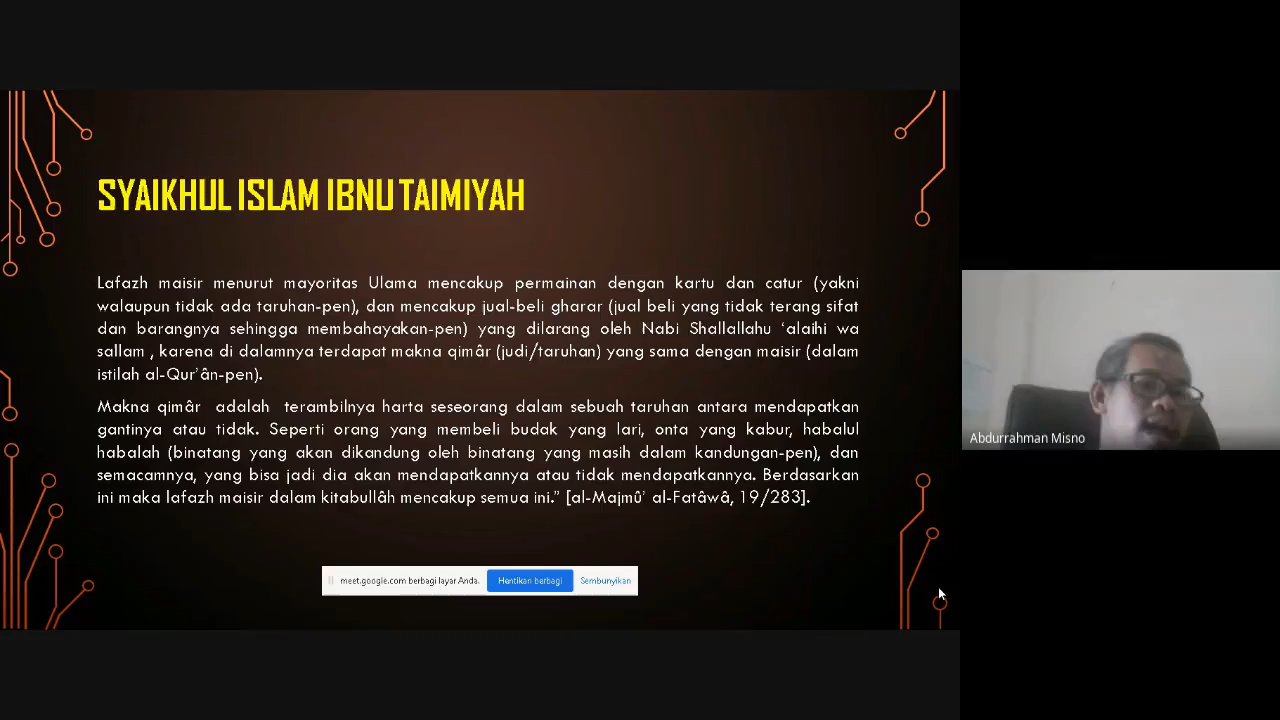 SYAIKHUL ISLAM IBNU TAIMIYAH
Lafazh maisir menurut mayoritas Ulama mencakup permainan dengan kartu dan catur (yakni
walaupun tidak ada taruhan-pen), dan mencakup jual-beli gharar (jual beli yang tidak terang sifat
dan barangnya sehingga membahayakan-pen) yang dilarang oleh Nabi Shallallahu ‘alaihi wa
sallam , karena di dalamnya terdapat makna qimâr (judi/taruhan) yang sama dengan maisir (dalam
istilah al-Qur’ân-pen).
Makna qimâr adalah terambilnya harta seseorang dalam sebuah taruhan antara mendapatkan
gantinya atau tidak. Seperti orang yang membeli budak yang lari, onta yang kabur, habalul
habalah (binatang yang akan dikandung oleh binatang yang masih dalam kandungan-pen), dan
semacamnya, yang bisa jadi dia akan mendapatkannya atau tidak mendapatkannya. Berdasarkan
ini maka lafazh maisir dalam kitabullâh mencakup semua ini.” [al-Majmû’ al-Fatâwâ, 19/283].
meet.google.com berbagi layar Anda. Hentikan berbagi Sembunyikan
Abdurrahman Misno